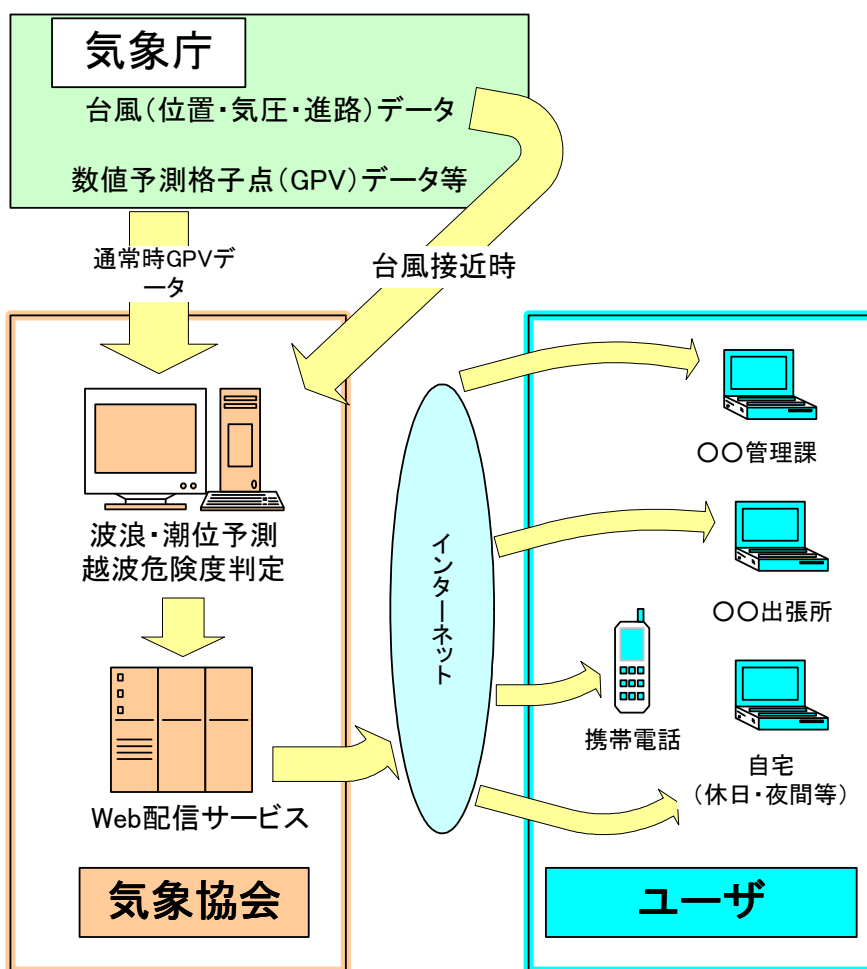 気象庁
台風(位置・気圧・進路)データ
数値予測格子点(GPV)データ等
通常時GPVデ
ータ
台風接近時
波浪・潮位予測
越波危険度判定
Web配信サービス
気象協会
インターネット
〇〇管理課
〇〇出張所
携帯電話
自宅
(休日・夜間等)
ユーザ